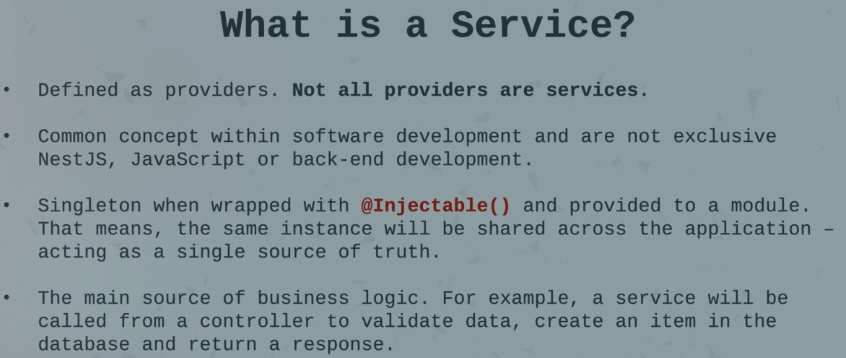 What is a Service?
• Defined as providers. Not all providers are services.
• Common concept within software development and are not exclusive
NestJS, JavaScript or back-end development.
• Singleton when wrapped with @Injectable() and provided to a module.
That means, the same instance will be shared across the application –
acting as a single source of truth.
• The main source of business logic. For example, a service will be
called from a controller to validate data, create an item in the
database and return a response.